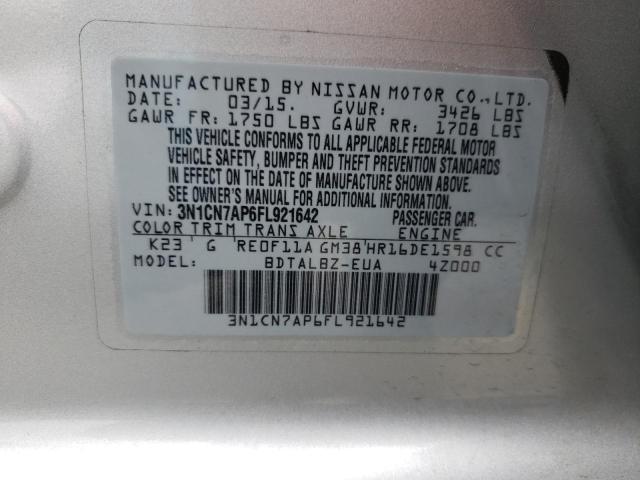 MANUFACTURED BY NISSAN MOTOR CO., LTD.
DATE: 03/15. GVWR: 3426 LBS
GAWR FR: 1750 LBS GAWR RR: 1708 LBS
THIS VEHICLE CONFORMS TO ALL APPLICABLE FEDERAL MOTOR
VEHICLE SAFETY, BUMPER AND THEFT PREVENTION STANDARDS
IN EFFECT ON THE DATE OF MANUFACTURE SHOWN ABOVE.
SEE OWNER'S MANUAL FOR ADDITIONAL INFORMATION.
VIN: 3N1CN7AP6FL921642 PASSENGER CAR.
COLOR TRIM TRANS AXLE ENGINE
K23 G RE0F11A GM38 HR16DE1598 CC
MODEL: BDTALBZ-EUA 4Z000
3N1CN7AP6FL921642